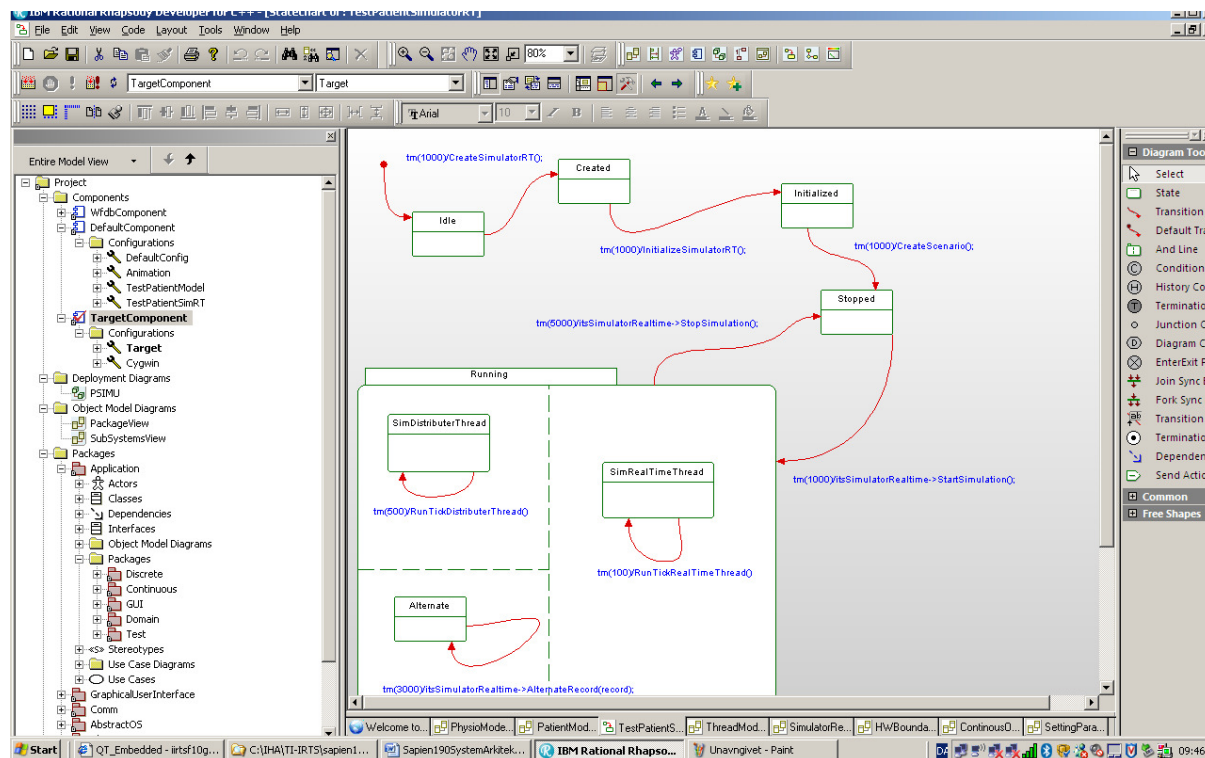 IBM Rational Rhapsody Developer for C++ - [Statechart of : TestPatientSimulatorRT]
File Edit View Code Layout Tools Window Help
80%
TargetComponent Target
Arial 10
Entire Model View
Project
Components
WfdbComponent
DefaultComponent
Configurations
DefaultConfig
Animation
TestPatientModel
TestPatientSimRT
TargetComponent
Configurations
Target
Cygwin
Deployment Diagrams
PSIMU
Object Model Diagrams
PackageView
SubSystemsView
Packages
Application
Actors
Classes
Dependencies
Interfaces
Object Model Diagrams
Packages
Discrete
Continuous
GUI
Domain
Test
«S» Stereotypes
Use Case Diagrams
Use Cases
GraphicalUserInterface
Comm
AbstractOS
tm(1000)/CreateSimulatorRT();
Created
Idle
Initialized
tm(1000)/InitializeSimulatorRT();
tm(1000)/CreateScenario();
Stopped
tm(5000)/itsSimulatorRealtime->StopSimulation();
Running
SimDistributerThread
tm(500)/RunTickDistributerThread()
SimRealTimeThread
tm(1000)/itsSimulatorRealtime->StartSimulation();
tm(100)/RunTickRealTimeThread()
Alternate
tm(3000)/itsSimulatorRealtime->AlternateRecord(record);
Diagram Too
Select
State
Transition
Default Tra
And Line
Condition
History Co
Terminatio
Junction C
Diagram C
EnterExit P
Join Sync B
Fork Sync
Transition
Terminatio
Dependen
Send Actio
Common
Free Shapes
Welcome to... PhysioMode... PatientMod... TestPatientS... ThreadMod... SimulatorRe... HWBounda... ContinousD... SettingPara...
Start QT_Embedded - iirtsf10g... C:\IHA\TI-IRTS\sapien1... Sapien190SystemArkitek... IBM Rational Rhapso... Unavngivet - Paint DA 09:46